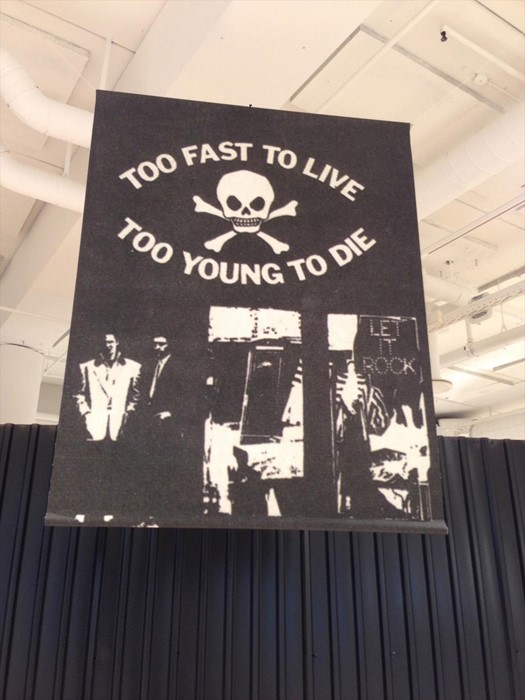 TOO FAST TO LIVE
TOO YOUNG TO DIE
LET
IT
ROCK